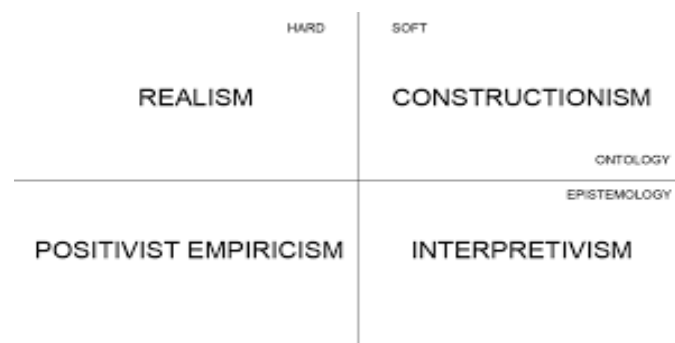 HARD SOFT
REALISM CONSTRUCTIONISM
ONTOLOGY
EPISTEMOLOGY
POSITIVIST EMPIRICISM INTERPRETIVISM